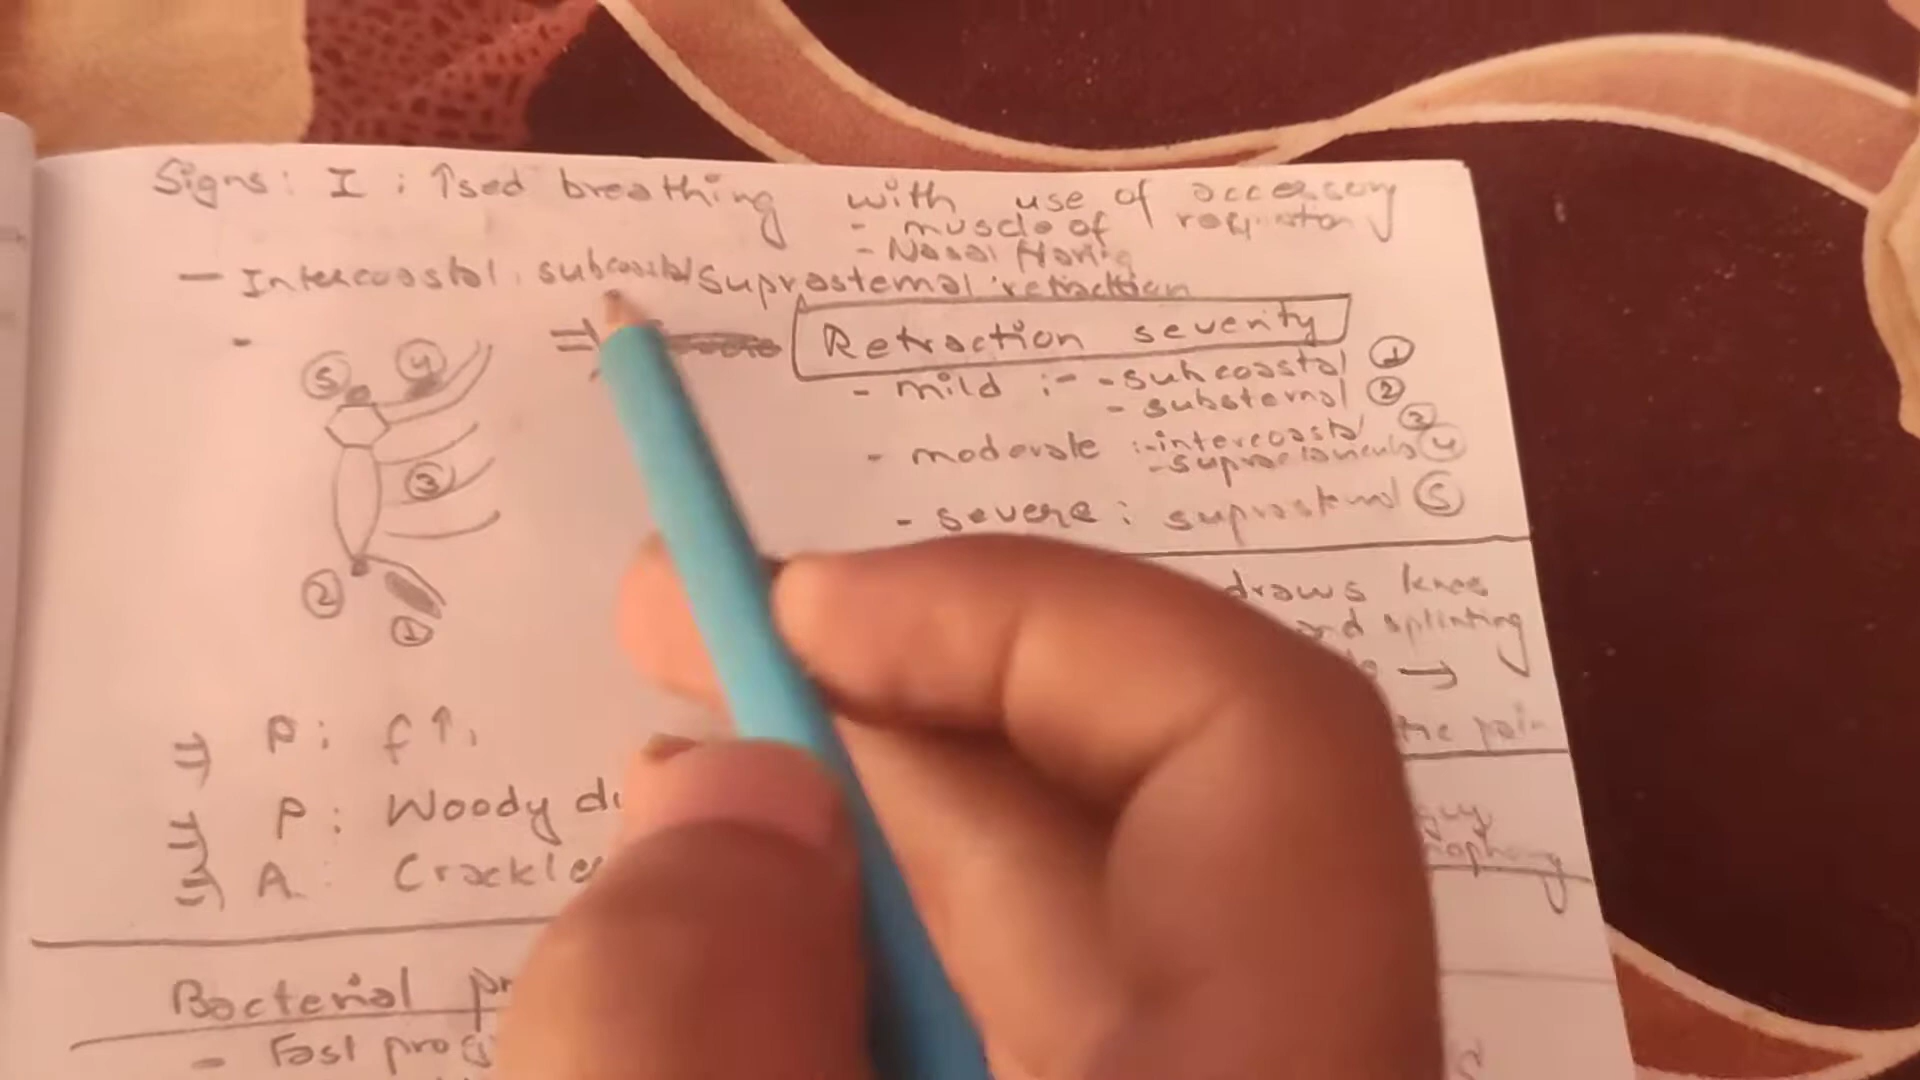 Signs: I : ↑sed breathing with use of accessory
- muscle of respiratory
- Nasal flaring
- Intercoastal, subcoastal/suprasternal retraction
-
⇒ Retraction severity
- mild :- - subcoastal ①
- substernal ②
- moderate :- intercoastal ③
- supraclavicular ④
- severe : suprasternal ⑤
⑤ ④
③
② ①
draws knee
and splinting
→
pain
⇒ P: f↑,
⇒ P: Woody
⇒ A: Crackles
Bacterial
- Fast